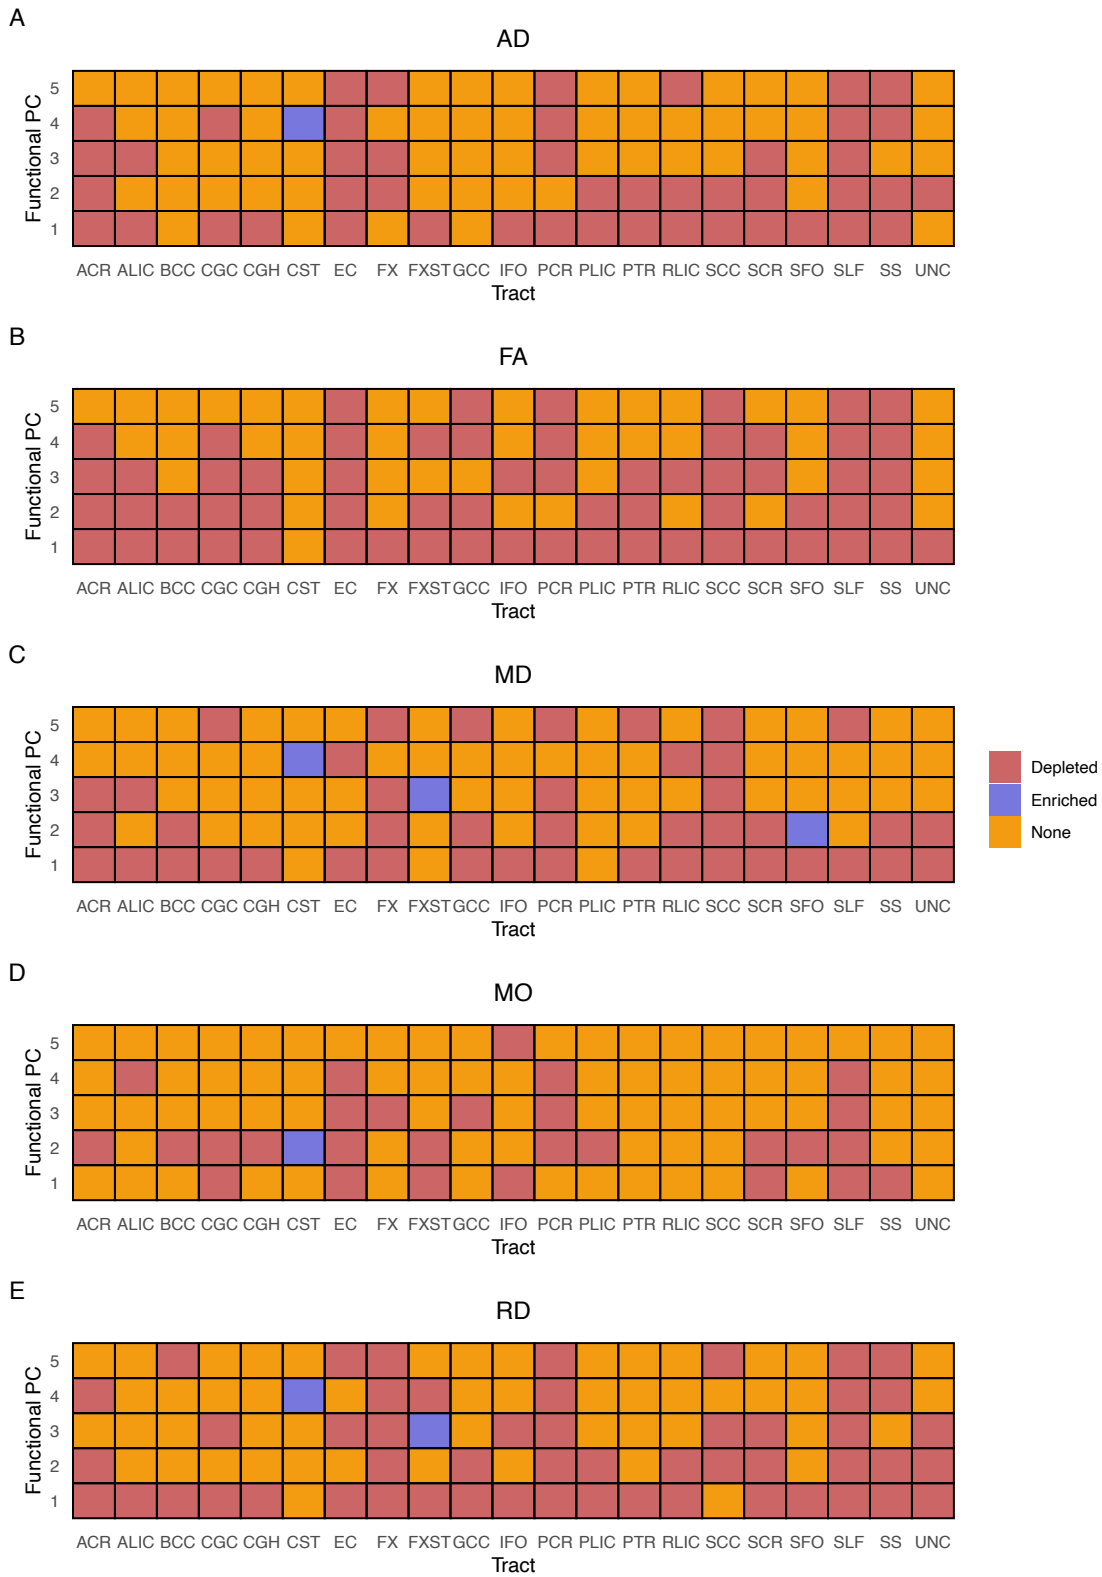 A
AD
Functional PC
5
4
3
2
1
ACR ALIC BCC CGC CGH CST EC FX FXST GCC IFO PCR PLIC PTR RLIC SCC SCR SFO SLF SS UNC
Tract
B
FA
Functional PC
5
4
3
2
1
ACR ALIC BCC CGC CGH CST EC FX FXST GCC IFO PCR PLIC PTR RLIC SCC SCR SFO SLF SS UNC
Tract
C
MD
Functional PC
5
4
3
2
1
ACR ALIC BCC CGC CGH CST EC FX FXST GCC IFO PCR PLIC PTR RLIC SCC SCR SFO SLF SS UNC
Tract
Depleted
Enriched
None
D
MO
Functional PC
5
4
3
2
1
ACR ALIC BCC CGC CGH CST EC FX FXST GCC IFO PCR PLIC PTR RLIC SCC SCR SFO SLF SS UNC
Tract
E
RD
Functional PC
5
4
3
2
1
ACR ALIC BCC CGC CGH CST EC FX FXST GCC IFO PCR PLIC PTR RLIC SCC SCR SFO SLF SS UNC
Tract